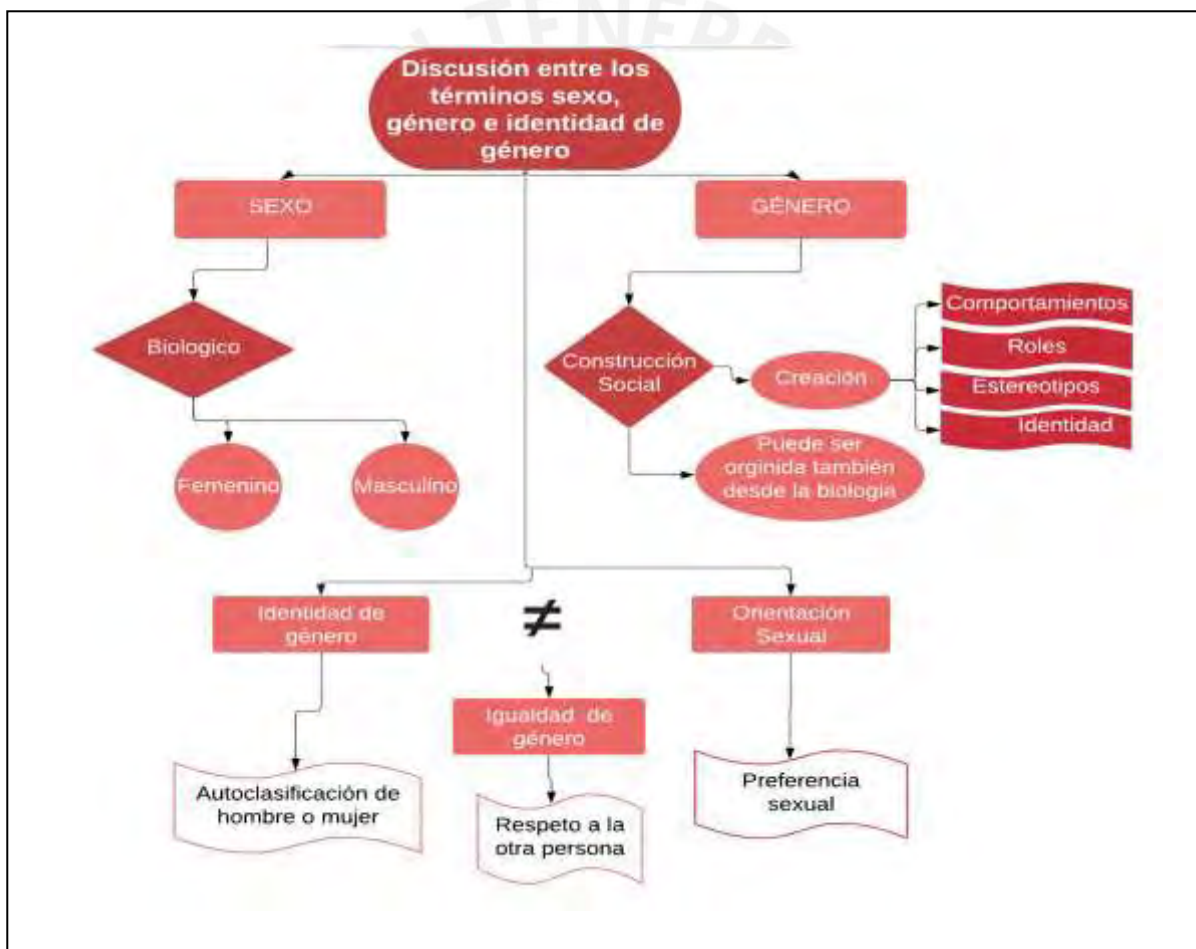 TENEBR
Discusión entre los
términos sexo,
género e identidad de
género
SEXO
GÉNERO
Biologico
Construcción
Social
Creación
Comportamientos
Roles
Estereotipos
Identidad
Femenino
Masculino
Puede ser
orginida también
desde la biologia
Identidad de
género
≠
Orientación
Sexual
Igualdad de
género
Autoclasificación de
hombre o mujer
Respeto a la
otra persona
Preferencia
sexual